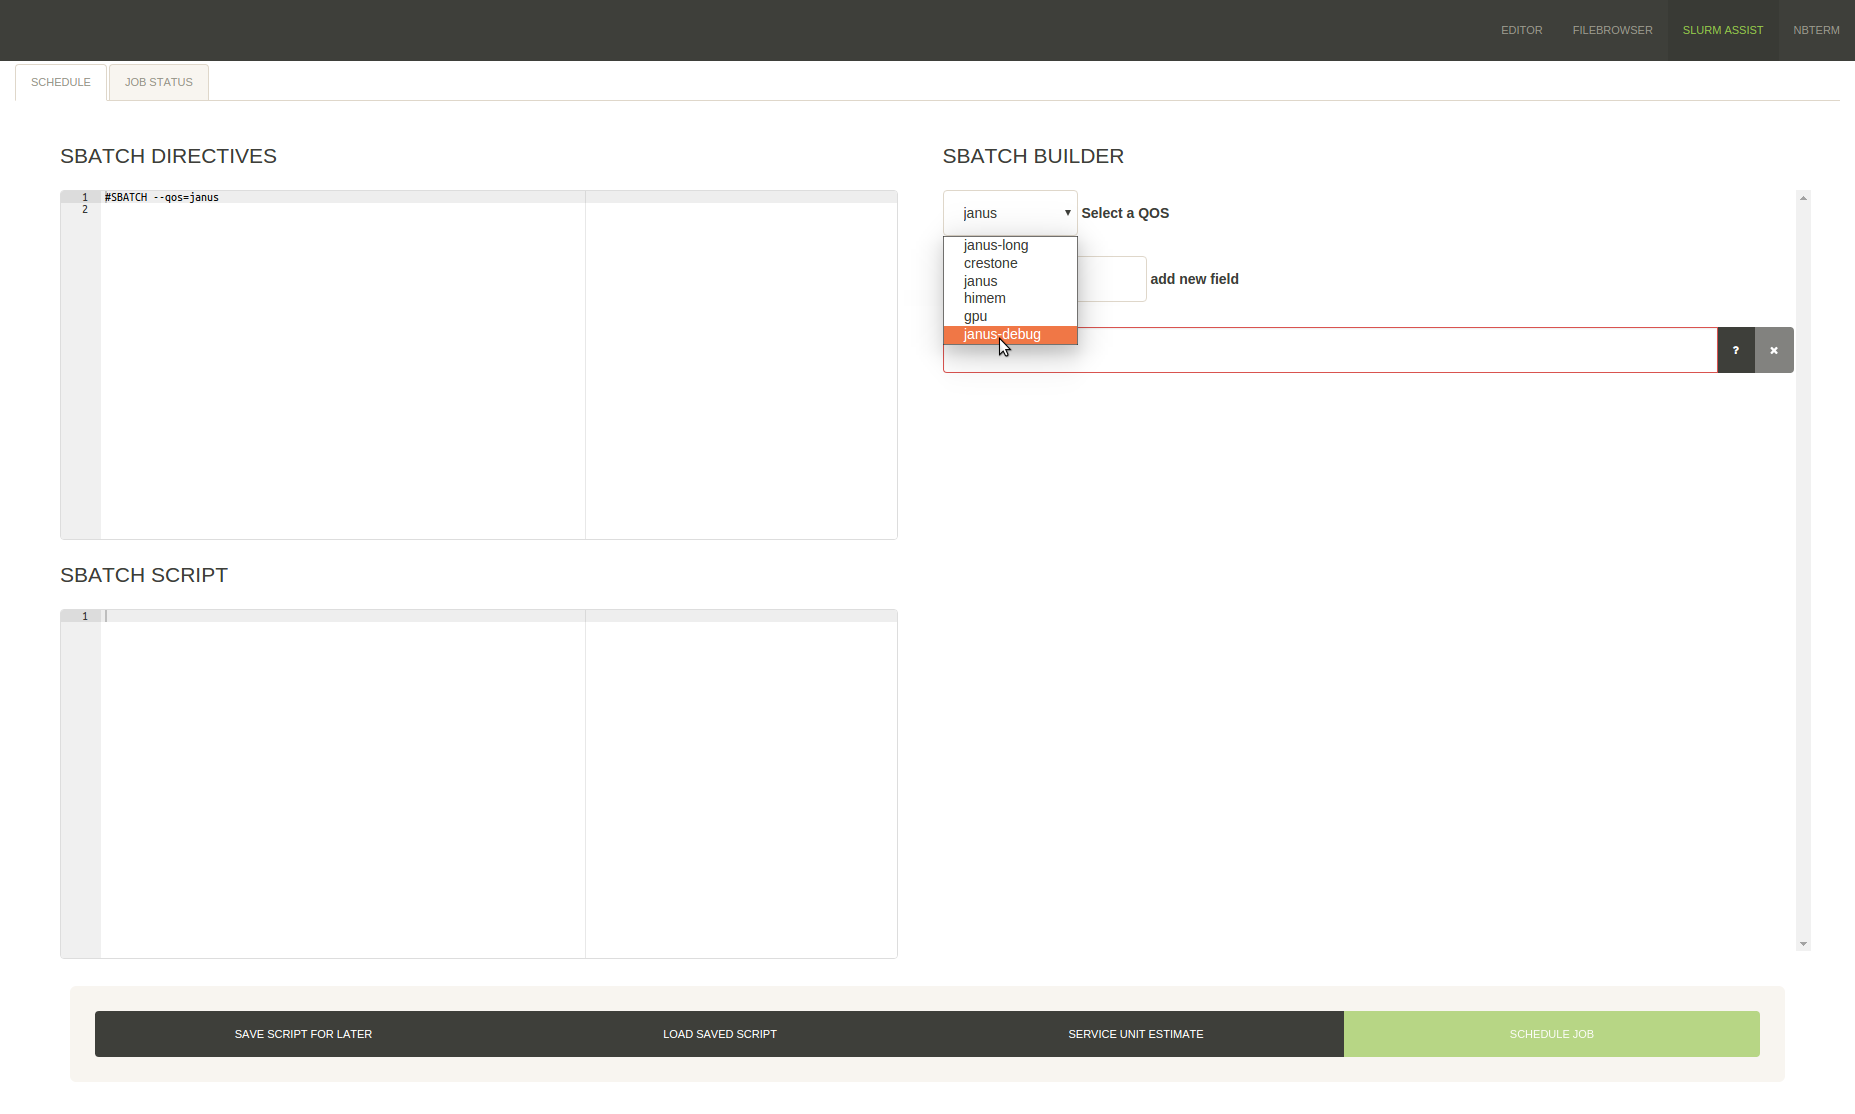 EDITOR FILEBROWSER SLURM ASSIST NBTERM
SCHEDULE JOB STATUS
SBATCH DIRECTIVES
1 #SBATCH --qos=janus
2
SBATCH SCRIPT
1
SBATCH BUILDER
janus ▾ Select a QOS
janus-long
crestone
janus
himem
gpu
janus-debug
add new field
? ×
SAVE SCRIPT FOR LATER LOAD SAVED SCRIPT SERVICE UNIT ESTIMATE SCHEDULE JOB